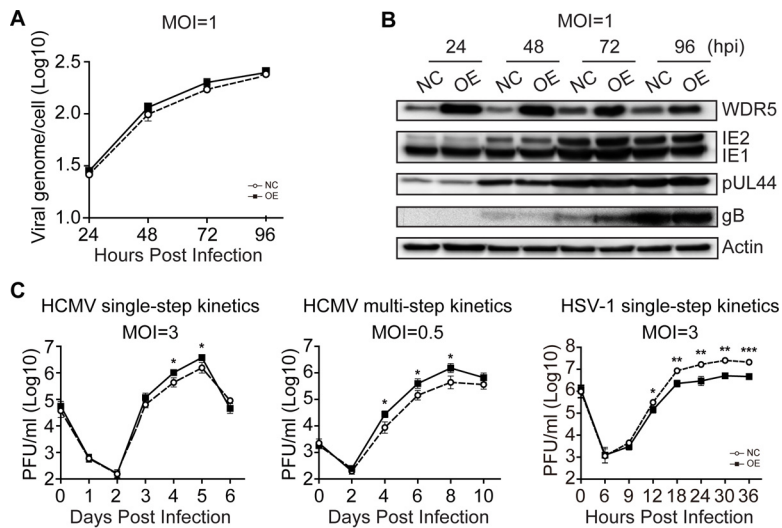 A
MOI=1
Viral genome/cell (Log10)
2.5
2.0
1.5
1.0
NC
OE
24 48 72 96
Hours Post Infection
B
MOI=1
24 48 72 96 (hpi)
NC OE NC OE NC OE NC OE
WDR5
IE2
IE1
pUL44
gB
Actin
C
HCMV single-step kinetics
MOI=3
PFU/ml (Log10)
7
6
5
4
3
2
* *
0 1 2 3 4 5 6
Days Post Infection
HCMV multi-step kinetics
MOI=0.5
PFU/ml (Log10)
7
6
5
4
3
2
* * *
0 2 4 6 8 10
Days Post Infection
HSV-1 single-step kinetics
MOI=3
PFU/ml (Log10)
8
7
6
5
4
3
2
* ** ** ** ***
NC
OE
0 6 9 12 18 24 30 36
Hours Post Infection